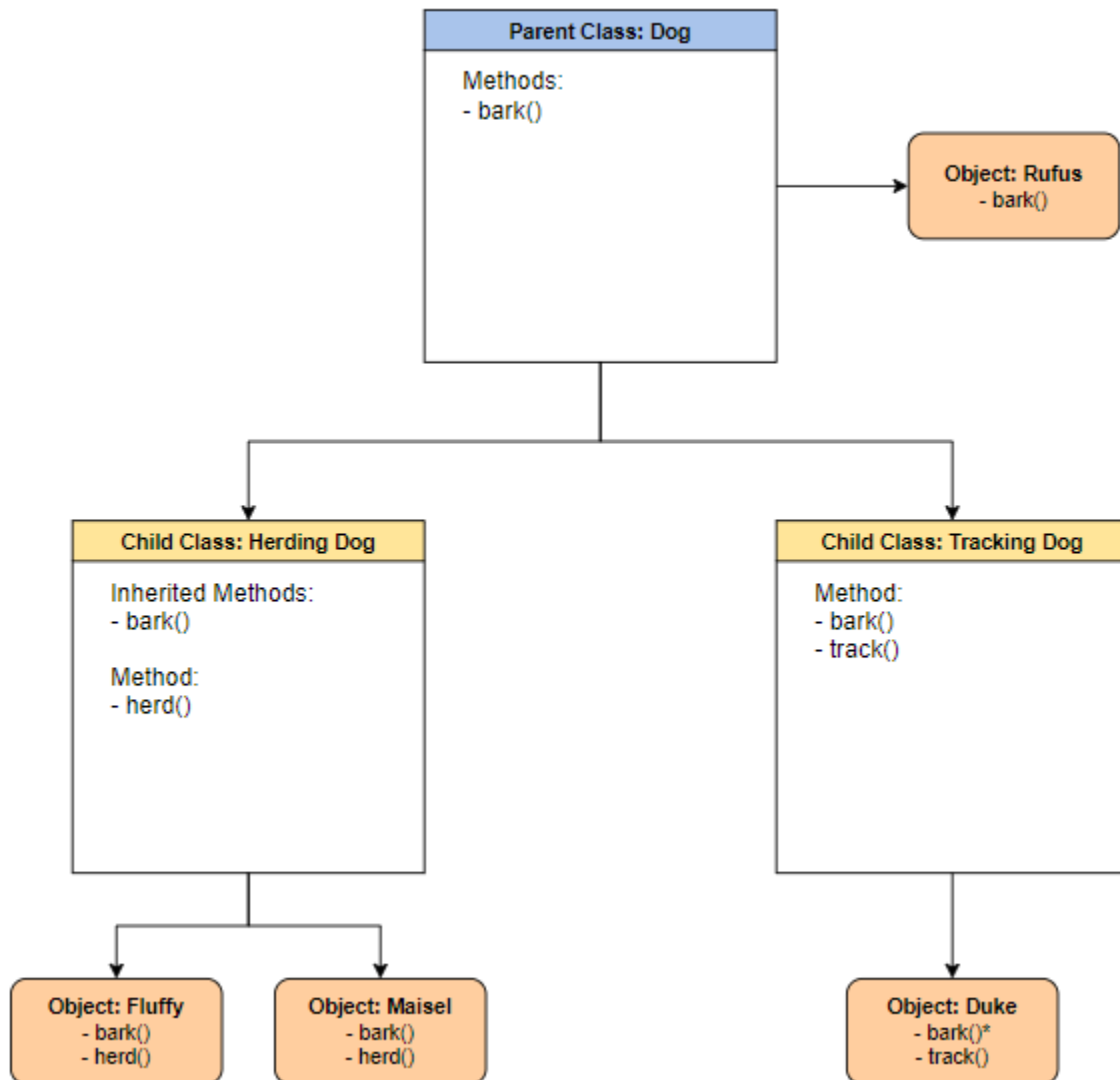 Parent Class: Dog
Methods:
- bark()
Object: Rufus
- bark()
Child Class: Herding Dog
Inherited Methods:
- bark()
Method:
- herd()
Child Class: Tracking Dog
Method:
- bark()
- track()
Object: Fluffy
- bark()
- herd()
Object: Maisel
- bark()
- herd()
Object: Duke
- bark()*
- track()